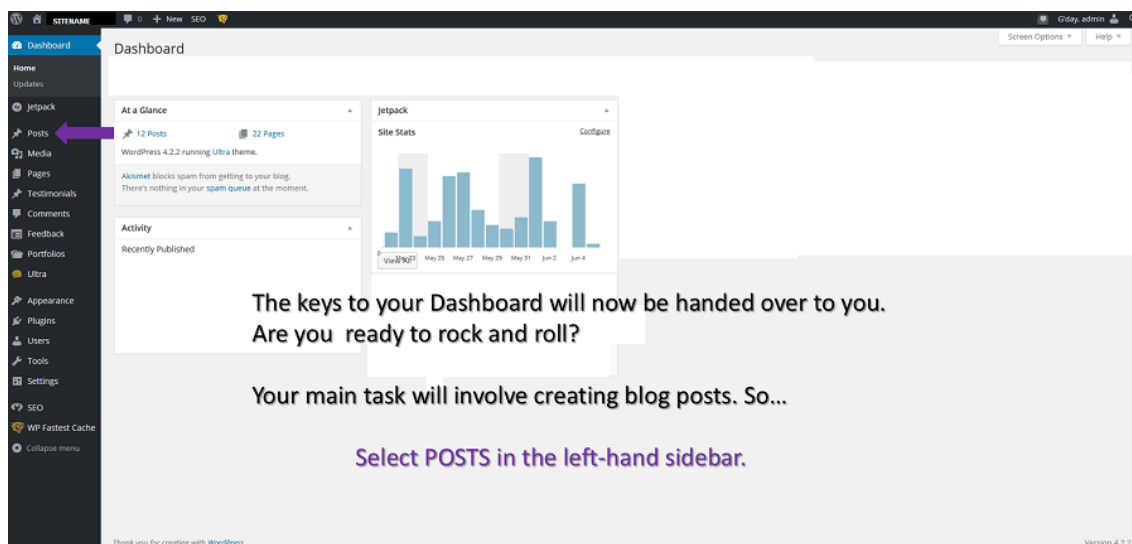 SITENAME 0 + New SEO G'day, admin
Dashboard
Home
Updates
Jetpack
Posts
Media
Pages
Testimonials
Comments
Feedback
Portfolios
Ultra
Appearance
Plugins
Users
Tools
Settings
SEO
WP Fastest Cache
Collapse menu
Dashboard
Screen Options Help
At a Glance
12 Posts 22 Pages
WordPress 4.2.2 running Ultra theme.
Akismet blocks spam from getting to your blog.
There's nothing in your spam queue at the moment.
Activity
Recently Published
Jetpack
Site Stats Configure
View All
May 25 May 27 May 29 May 31 Jun 2 Jun 4
The keys to your Dashboard will now be handed over to you.
Are you ready to rock and roll?
Your main task will involve creating blog posts. So...
Select POSTS in the left-hand sidebar.
Thank you for creating with WordPress
Version 4.2.2